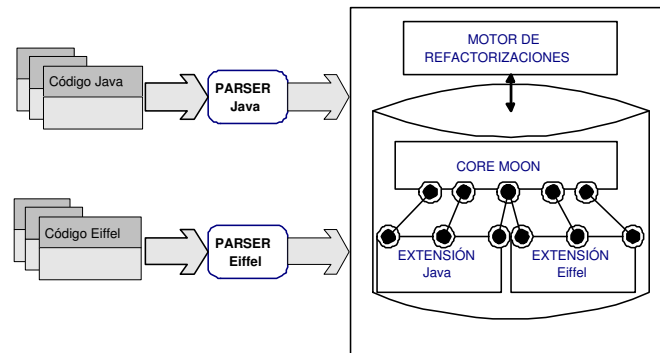 Código Java
PARSER
Java
MOTOR DE
REFACTORIZACIONES
CORE MOON
Código Eiffel
PARSER
Eiffel
EXTENSIÓN
Java
EXTENSIÓN
Eiffel